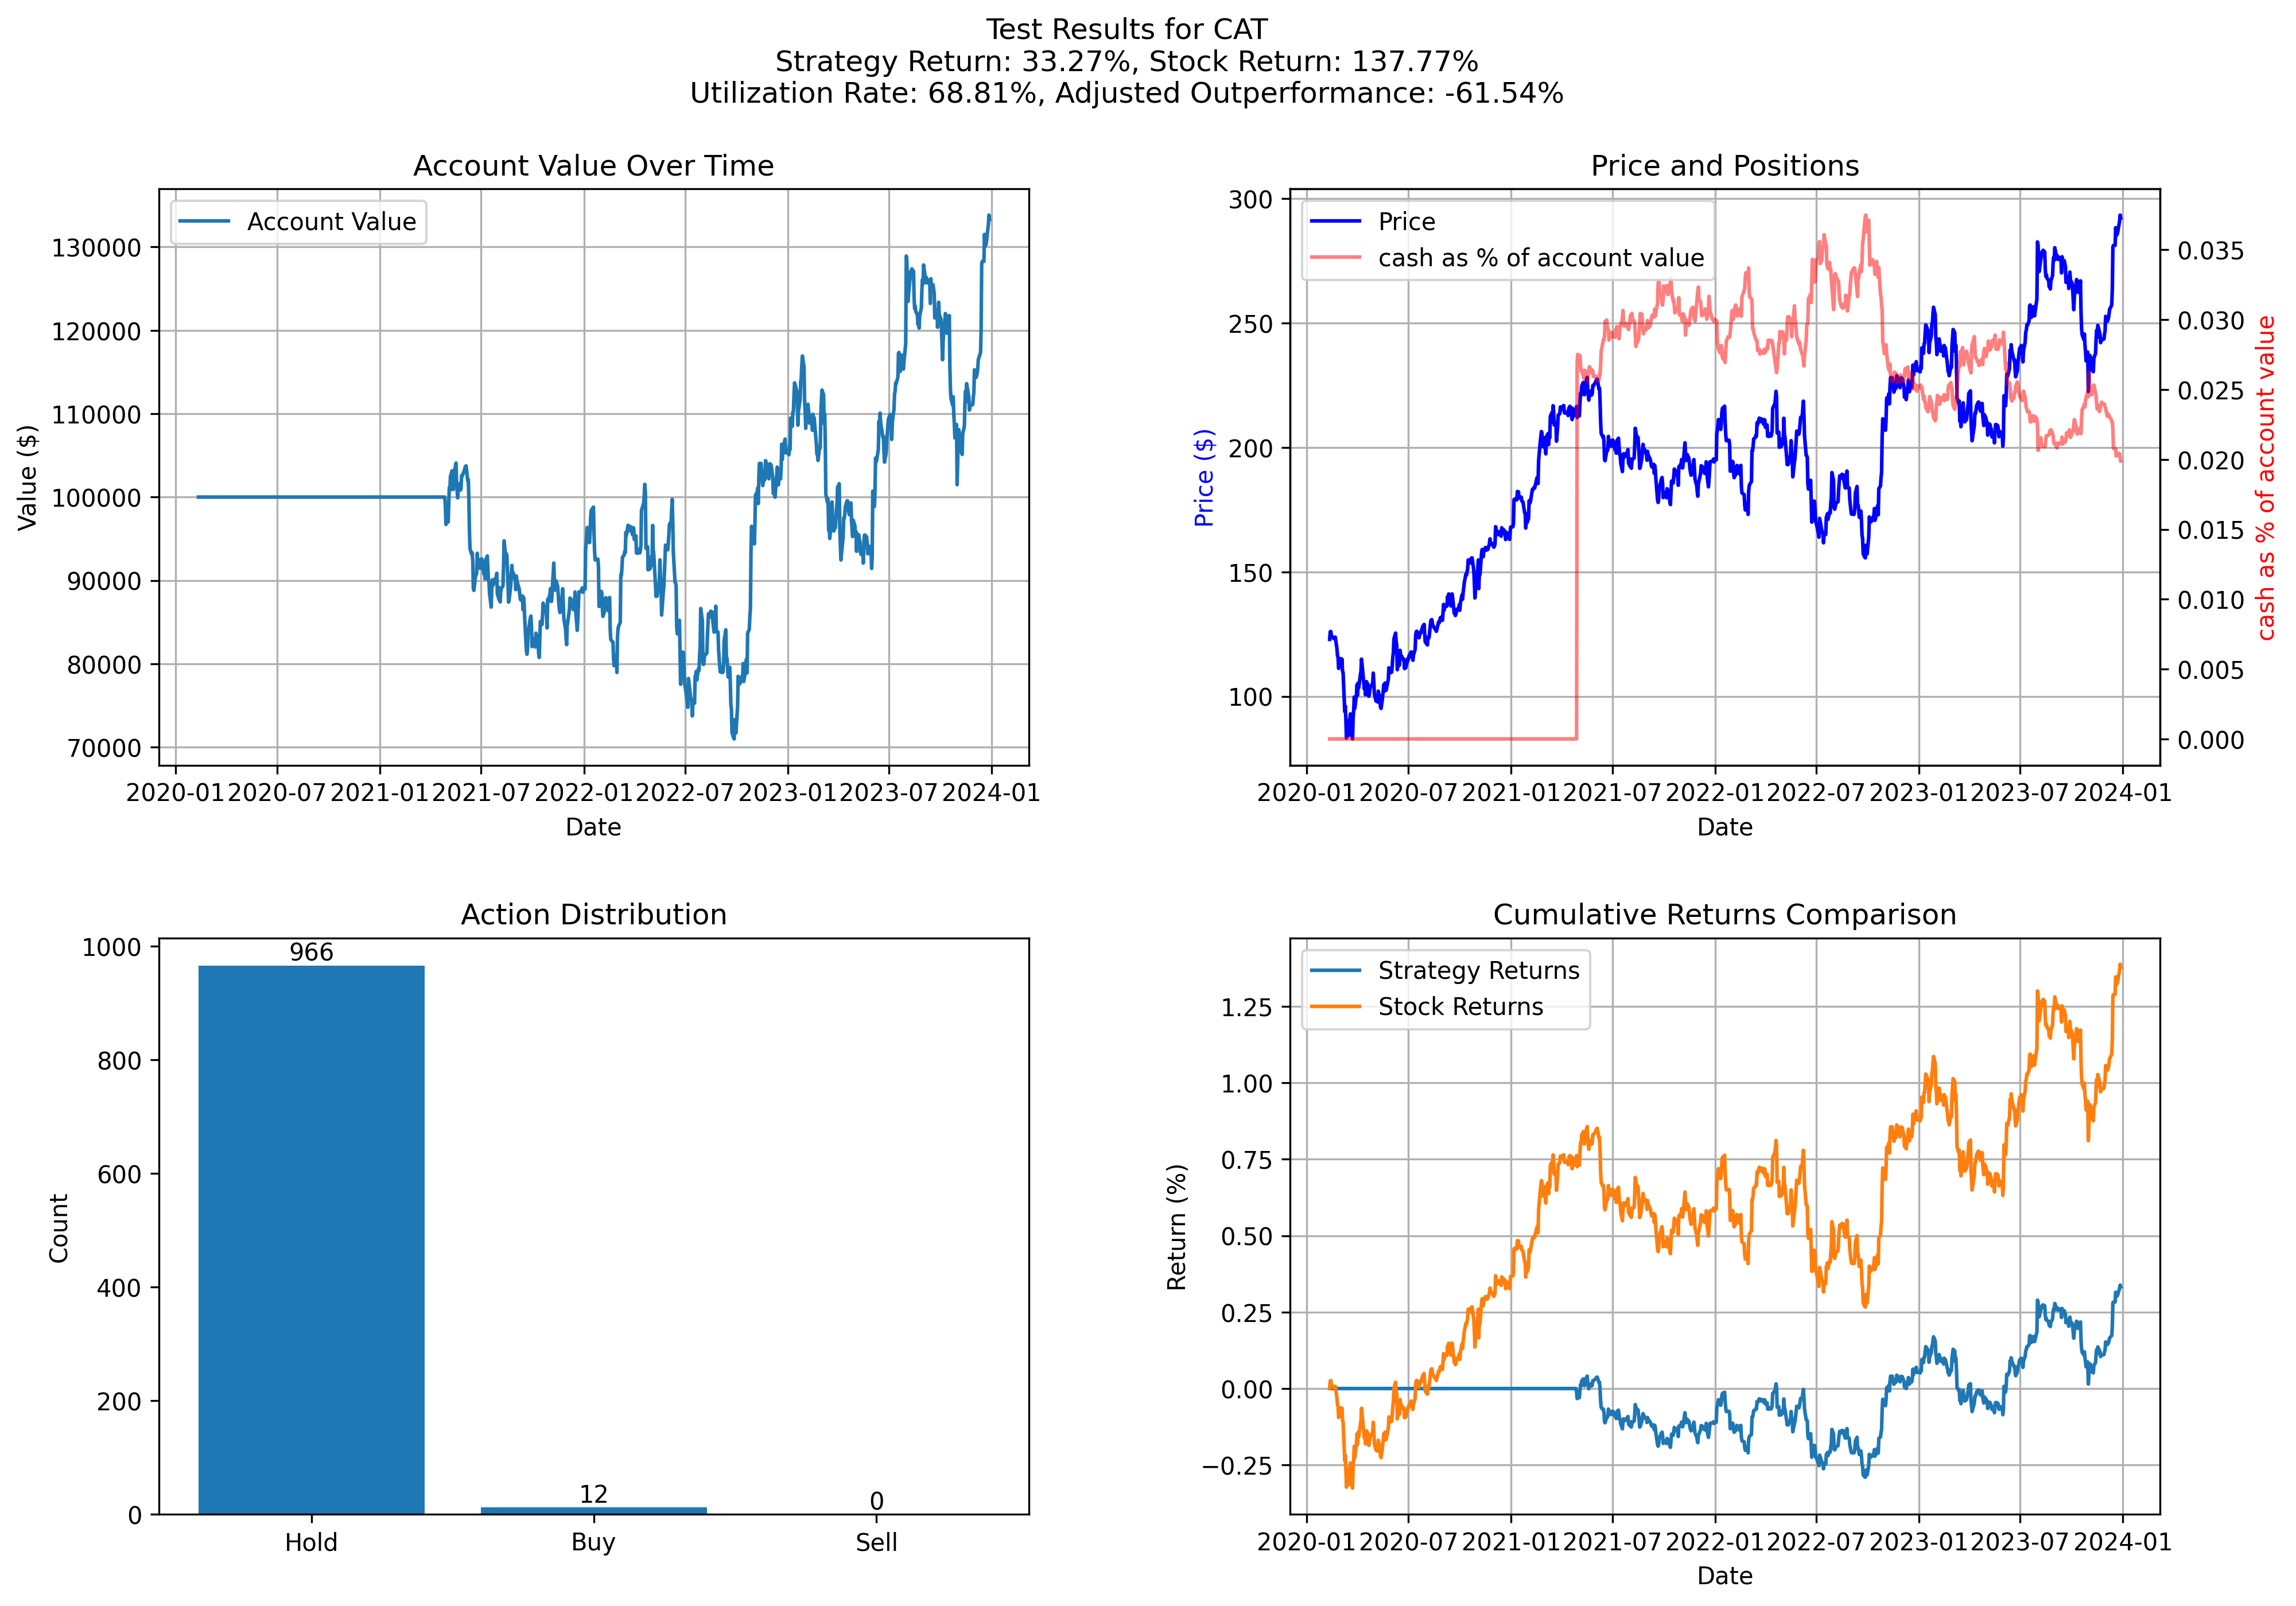 Test Results for CAT
Strategy Return: 33.27%, Stock Return: 137.77%
Utilization Rate: 68.81%, Adjusted Outperformance: -61.54%
Account Value Over Time
Account Value
130000
120000
110000
100000
90000
80000
70000
Value ($)
2020-01 2020-07 2021-01 2021-07 2022-01 2022-07 2023-01 2023-07 2024-01
Date
Price and Positions
Price
cash as % of account value
300
250
200
150
100
Price ($)
0.035
0.030
0.025
0.020
0.015
0.010
0.005
0.000
cash as % of account value
2020-01 2020-07 2021-01 2021-07 2022-01 2022-07 2023-01 2023-07 2024-01
Date
Action Distribution
1000
800
600
400
200
0
Count
966
12
0
Hold Buy Sell
Cumulative Returns Comparison
Strategy Returns
Stock Returns
1.25
1.00
0.75
0.50
0.25
0.00
−0.25
Return (%)
2020-01 2020-07 2021-01 2021-07 2022-01 2022-07 2023-01 2023-07 2024-01
Date